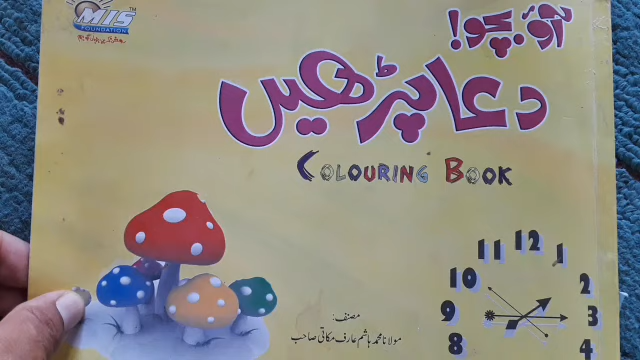 MIS
FOUNDATION
TM
آؤ بچو!
دعا پڑھیں
COLOURING BOOK
12
11
1
10
2
9
3
8
4
مصنف:
مولانا محمد ہاشم عارف مکاتی صاحب